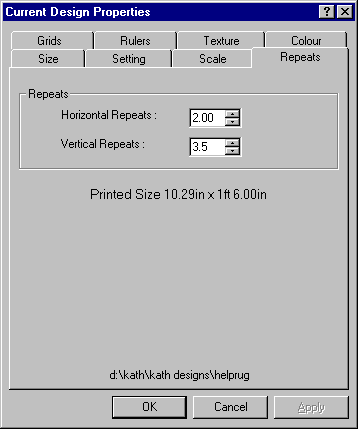 Current Design Properties
Grids Rulers Texture Colour
Size Setting Scale Repeats
Repeats
Horizontal Repeats : 2.00
Vertical Repeats : 3.5
Printed Size 10.29in x 1ft 6.00in
d:\kath\kath designs\helprug
OK Cancel Apply